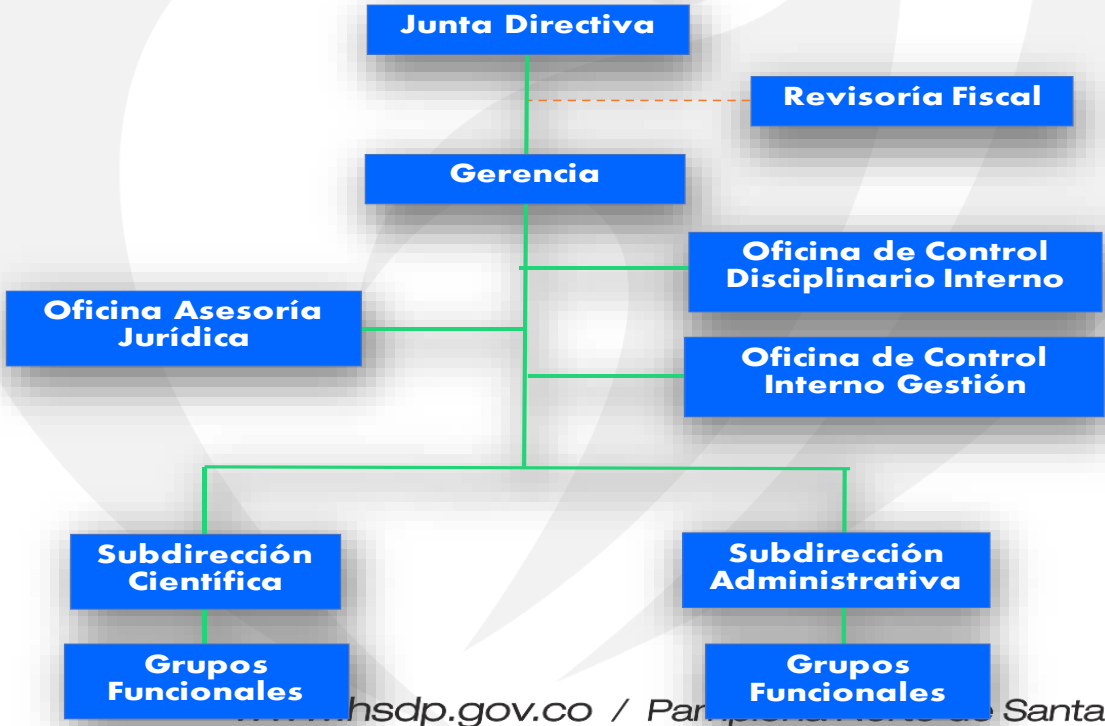 Junta Directiva
Revisoría Fiscal
Gerencia
Oficina de Control
Disciplinario Interno
Oficina Asesoría
Jurídica
Oficina de Control
Interno Gestión
Subdirección
Científica
Subdirección
Administrativa
Grupos
Funcionales
Grupos
Funcionales
hsdp.gov.co / Santa